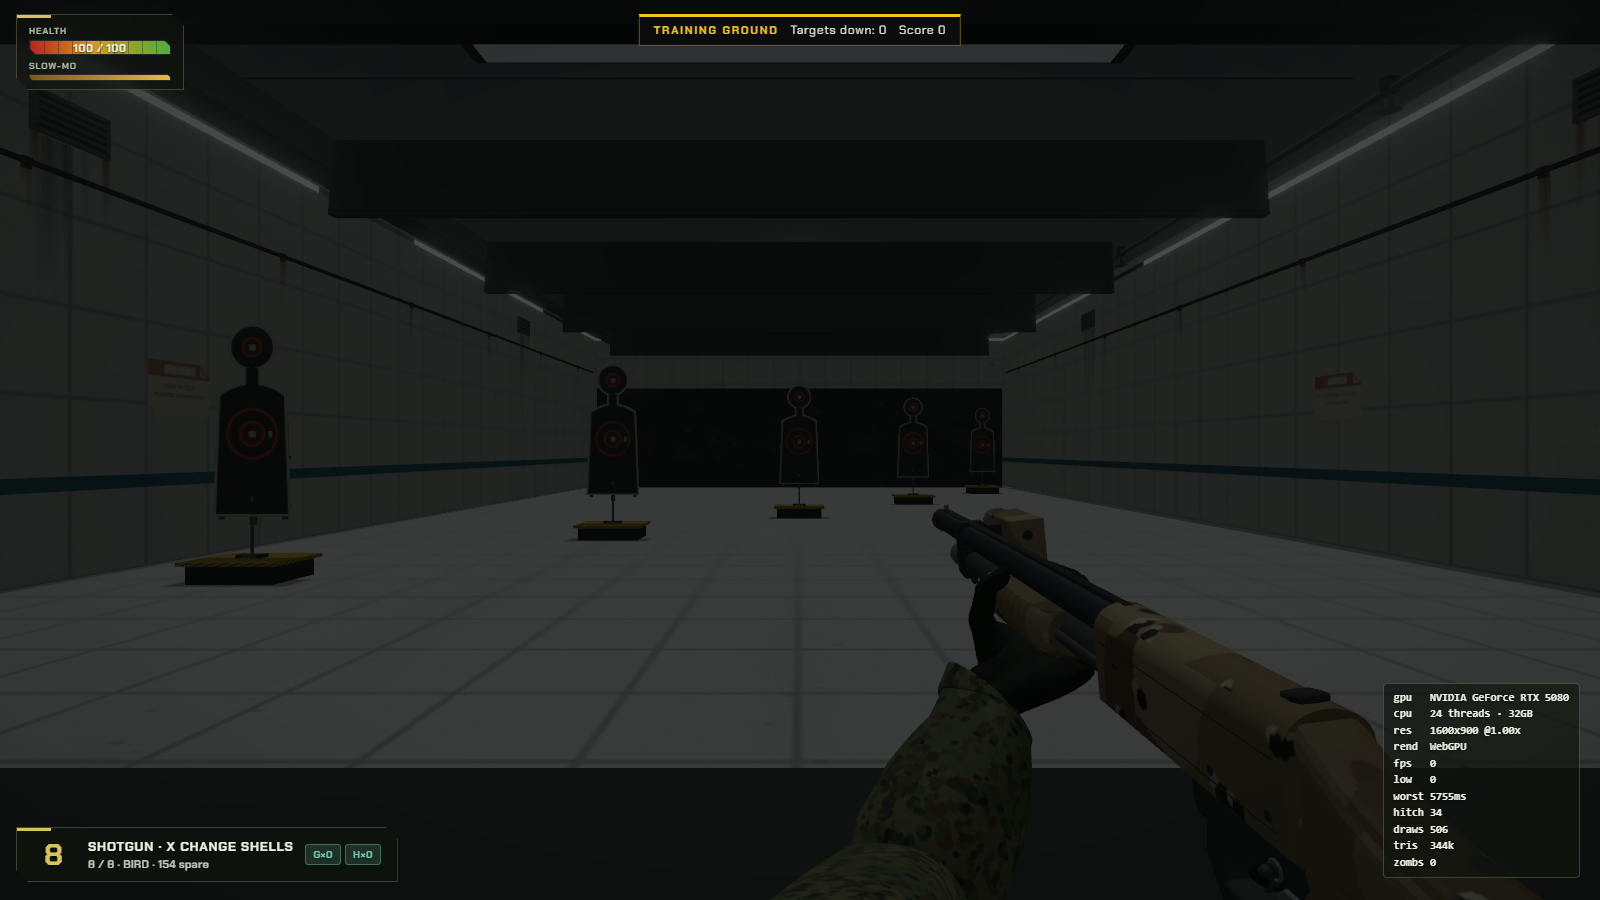 HEALTH
100 / 100
SLOW-MO
TRAINING GROUND Targets down: 0 Score 0
gpu NVIDIA GeForce RTX 5080
cpu 24 threads · 32GB
res 1600x900 @1.00x
rend WebGPU
fps 0
low 0
worst 5755ms
hitch 34
draws 506
tris 344k
zombs 0
8
SHOTGUN · X CHANGE SHELLS
8 / 8 · BIRD · 154 spare
G×0 H×0